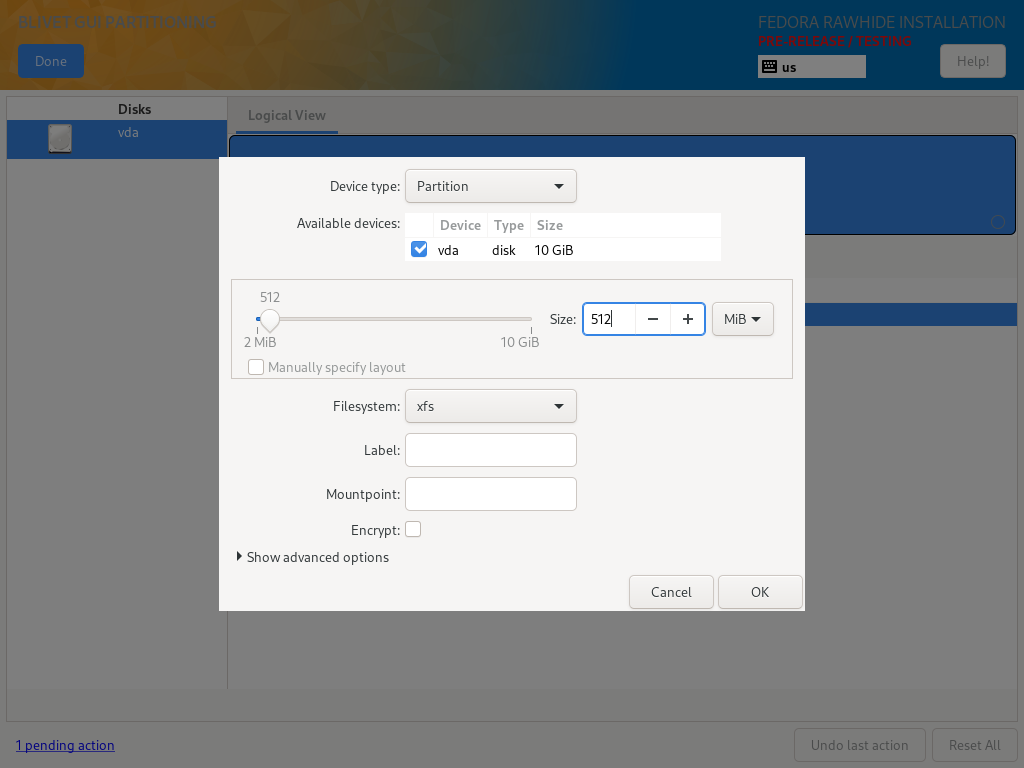 BLIVET GUI PARTITIONING
FEDORA RAWHIDE INSTALLATION
PRE-RELEASE / TESTING
Done
us
Help!
Disks
vda
Logical View
Device type:
Partition
Available devices:
Device Type Size
vda disk 10 GiB
512
Size:
512
MiB
2 MiB
10 GiB
Manually specify layout
Filesystem:
xfs
Label:
Mountpoint:
Encrypt:
Show advanced options
Cancel
OK
1 pending action
Undo last action
Reset All